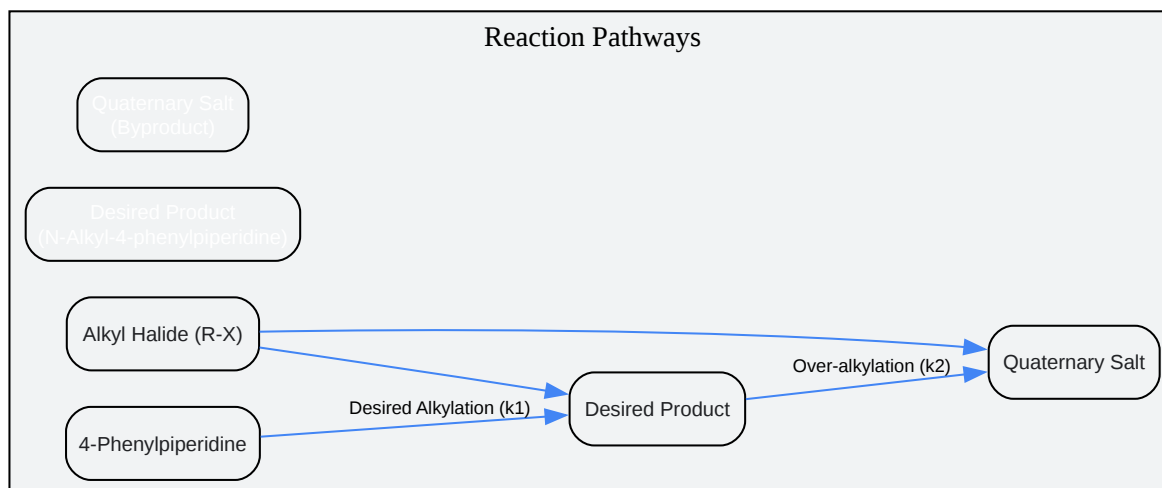 Reaction Pathways
Quaternary Salt
(Byproduct)
Desired Product
(N-Alkyl-4-phenylpiperidine)
Alkyl Halide (R-X)
4-Phenylpiperidine
Desired Alkylation (k1)
Desired Product
Over-alkylation (k2)
Quaternary Salt